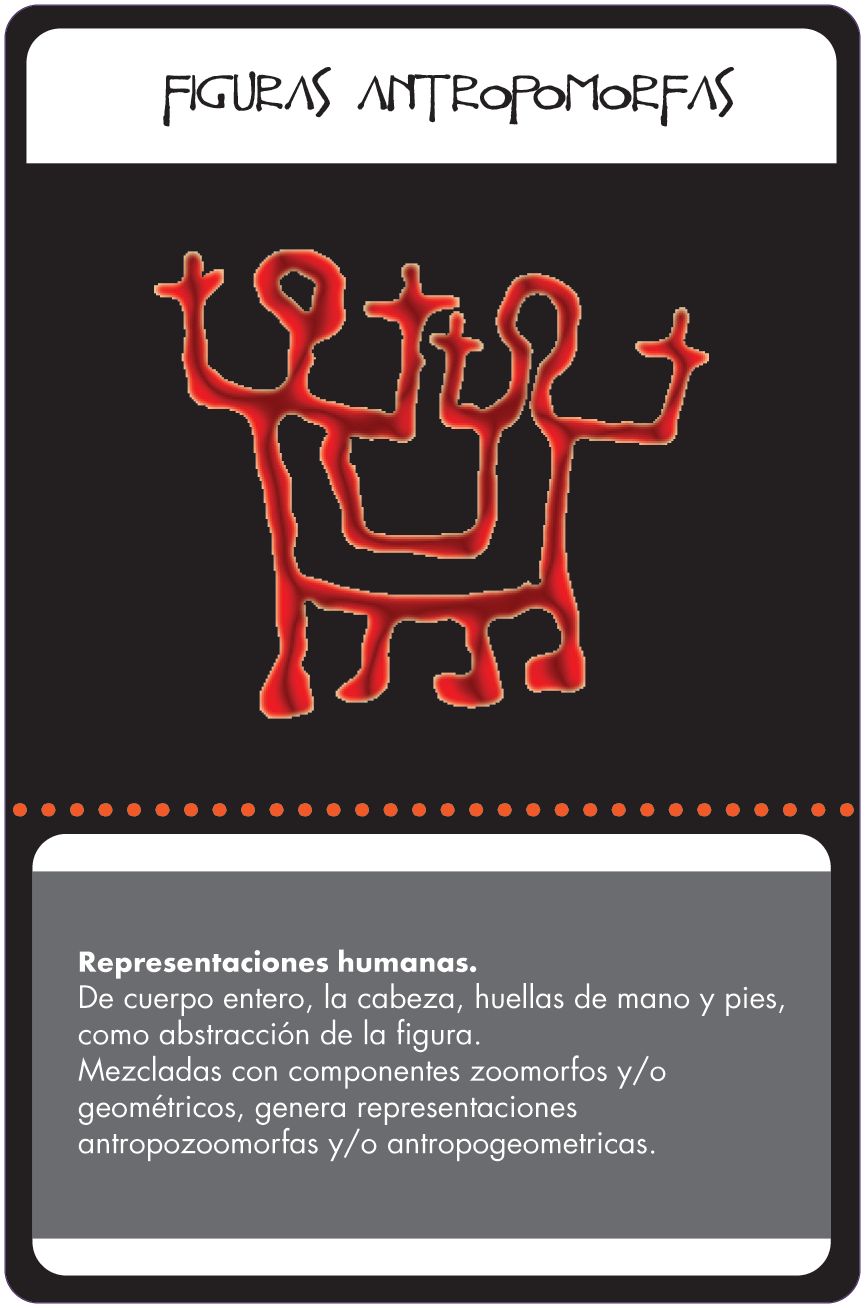 FIGURAS ANTROPOMORFAS
Representaciones humanas.
De cuerpo entero, la cabeza, huellas de mano y pies,
como abstracción de la figura.
Mezcladas con componentes zoomorfos y/o
geométricos, genera representaciones
antropozoomorfas y/o antropogeometricas.